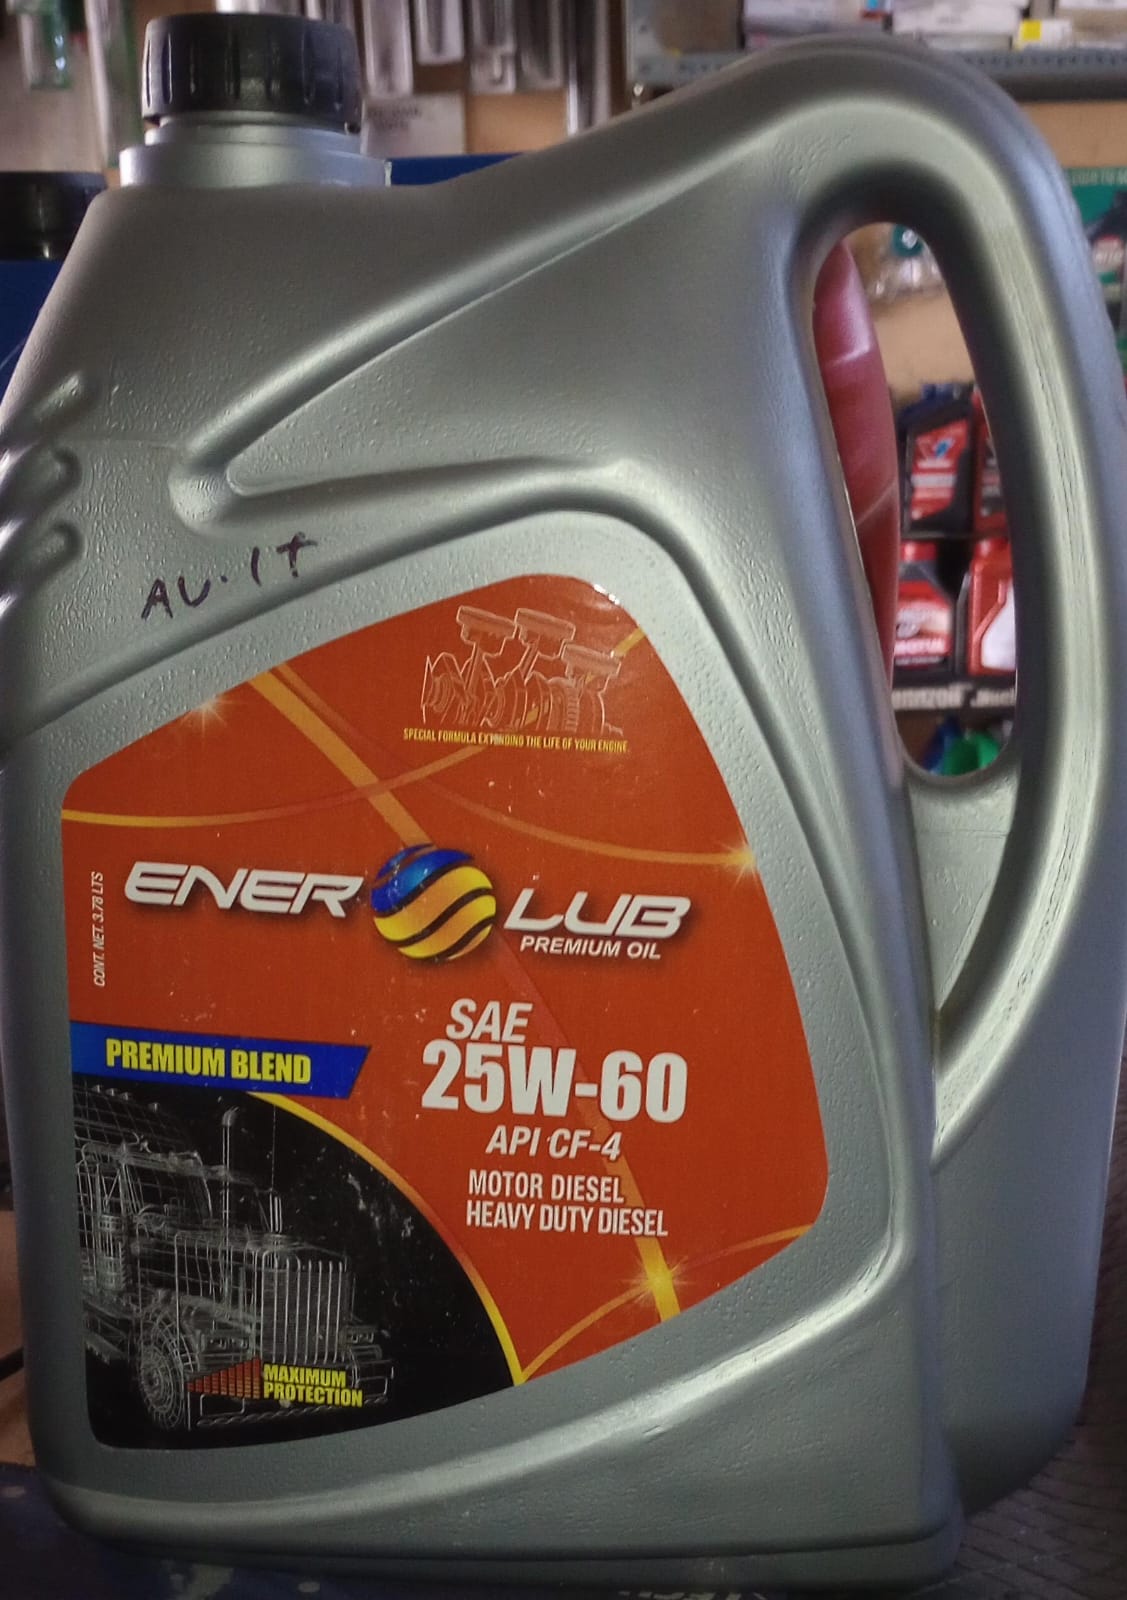 AU·IT
SPECIAL FORMULA EXTENDING THE LIFE OF YOUR ENGINE.
ENER LUB
PREMIUM OIL
CONT. NET. 3.78 LTS
SAE
25W-60
PREMIUM BLEND
API CF-4
MOTOR DIESEL
HEAVY DUTY DIESEL
MAXIMUM
PROTECTION